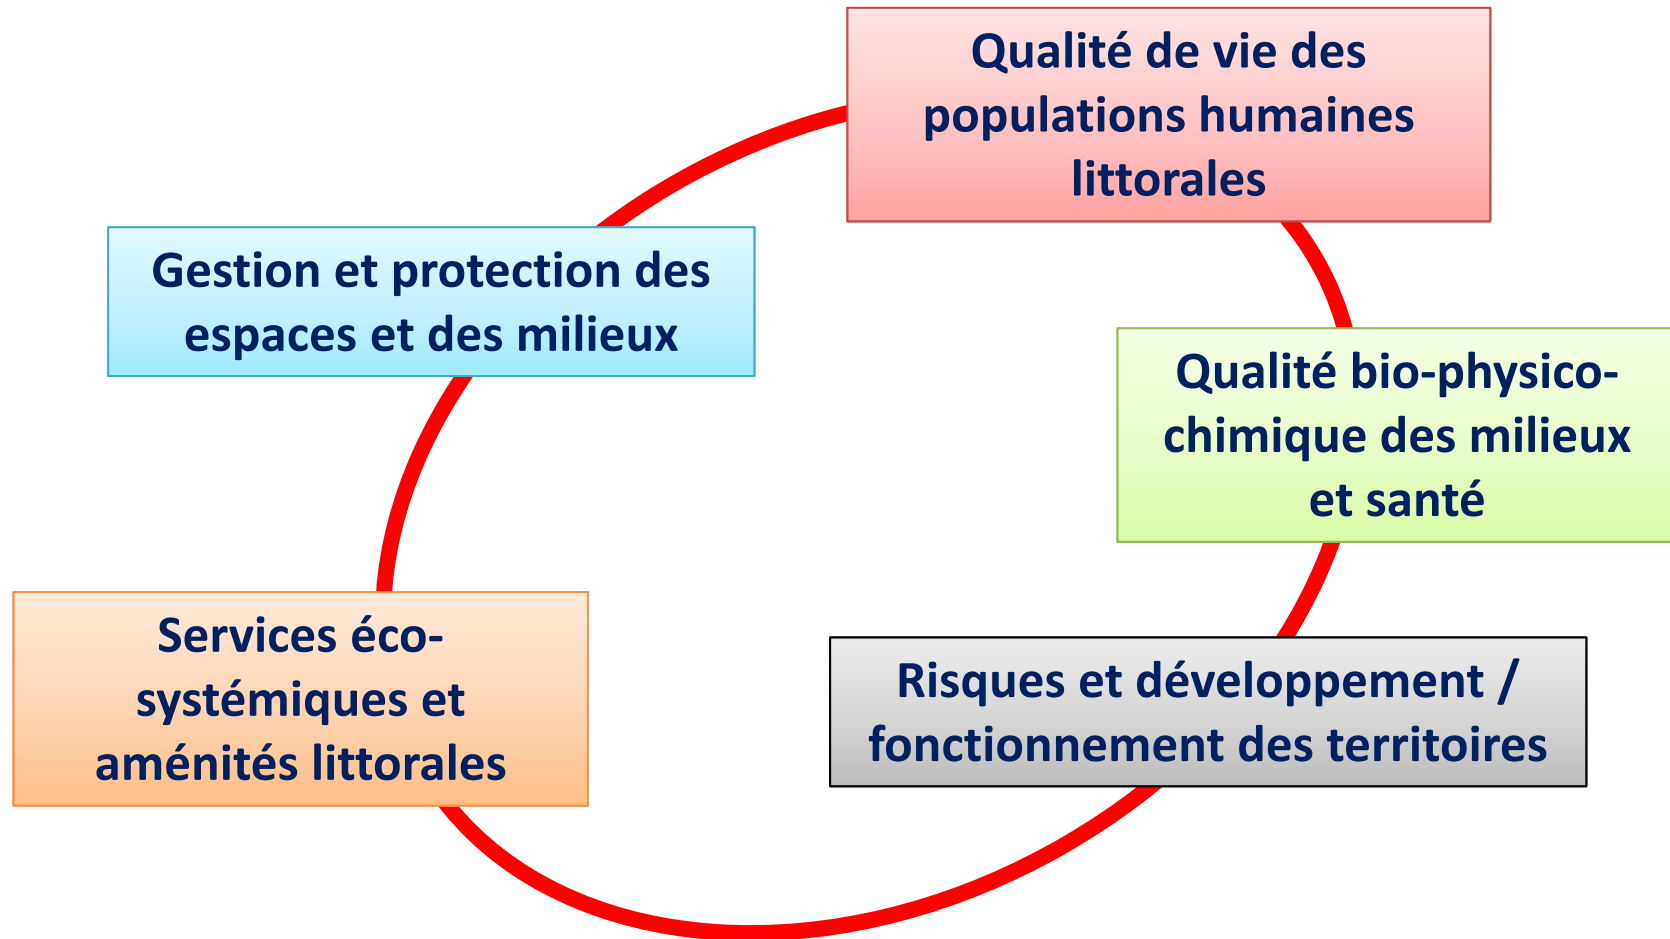 Qualité de vie des
populations humaines
littorales
Gestion et protection des
espaces et des milieux
Qualité bio-physico-
chimique des milieux
et santé
Services éco-
systémiques et
aménités littorales
Risques et développement /
fonctionnement des territoires